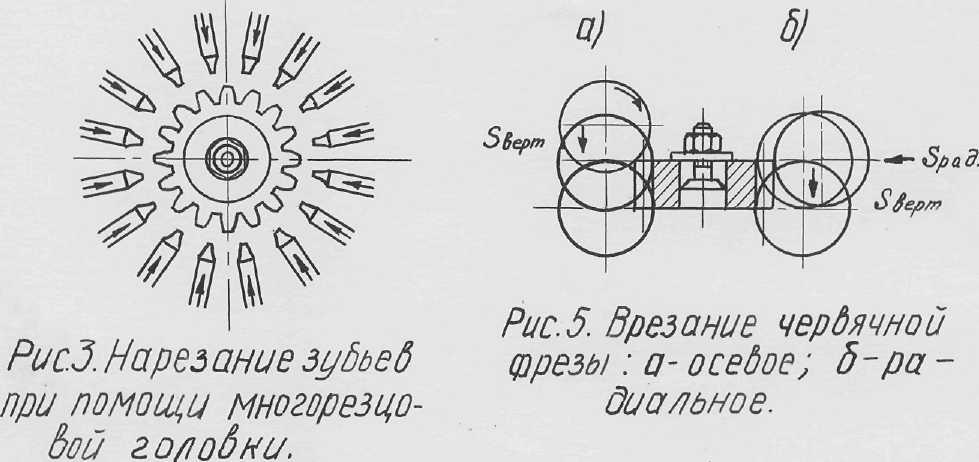 а)
б)
Sверт
Sрад.
Sверт
Рис.3. Нарезание зубьев
при помощи многорезцо-
вой головки.
Рис.5. Врезание червячной
фрезы: а-осевое; б-ра-
диальное.